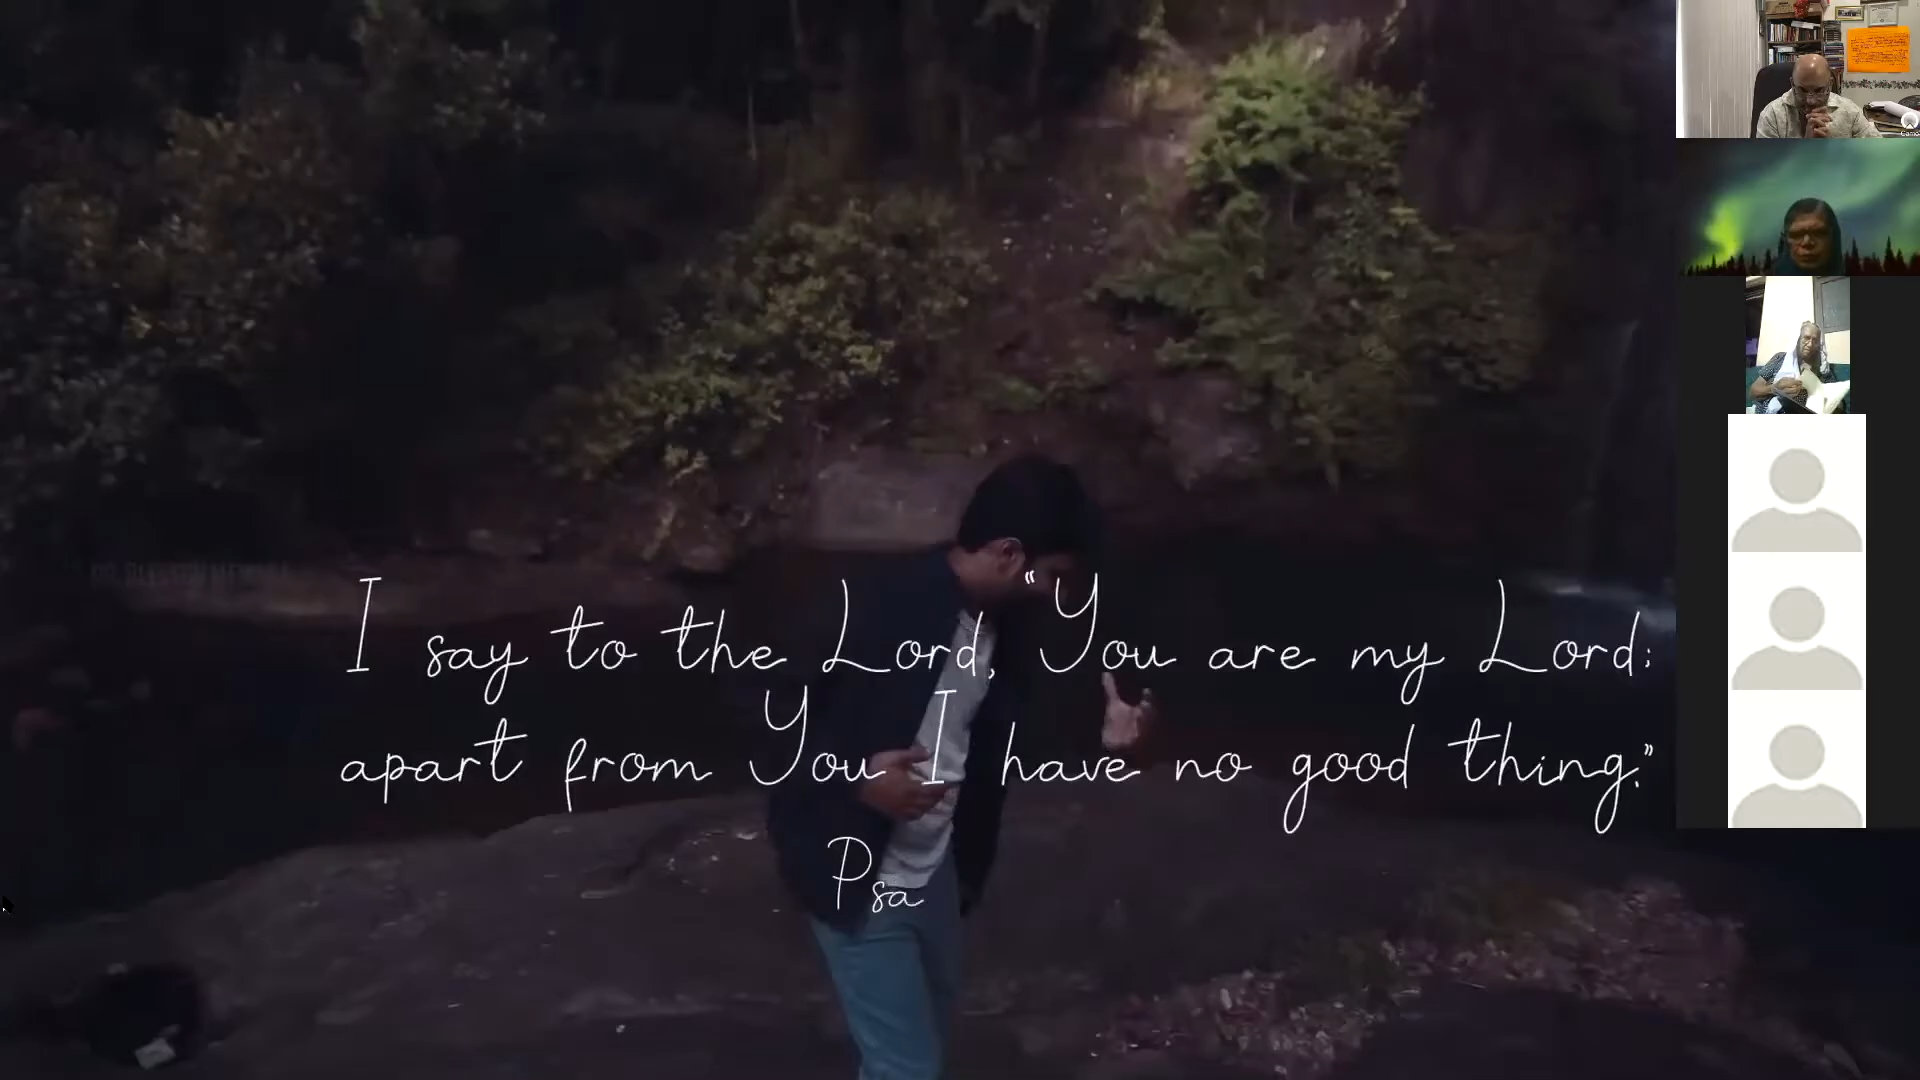 I say to the Lord, “You are my Lord;
apart from You I have no good thing.”
Psa